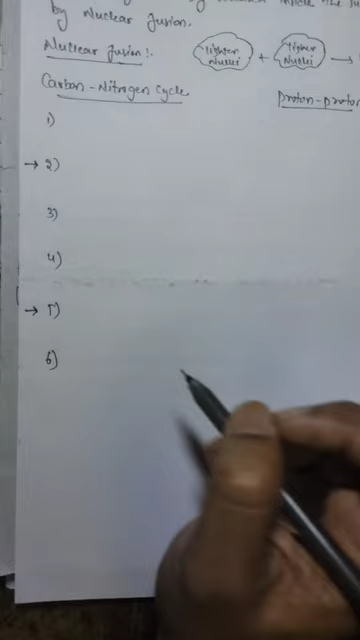 by Nuclear fusion.
Nuclear fusion:- Lighter Nuclei + Lighter Nuclei →
Carbon-Nitrogen Cycle Proton-proton
1)
→ 2)
3)
4)
→ 5)
6)